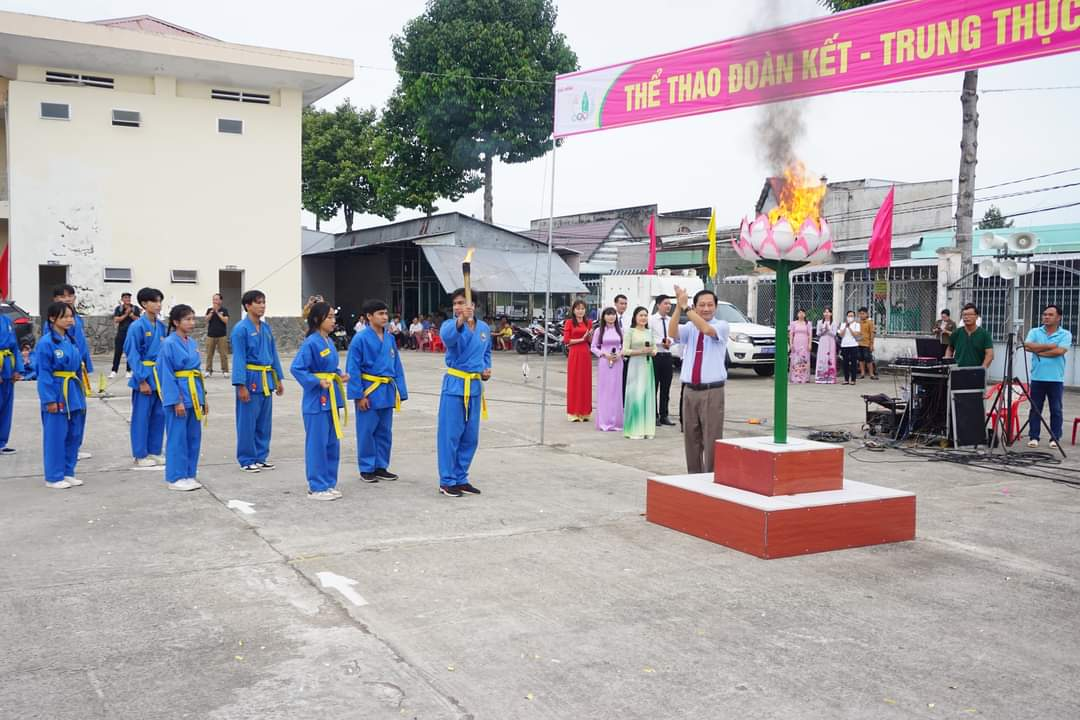 THỂ THAO ĐOÀN KẾT - TRUNG THỰC